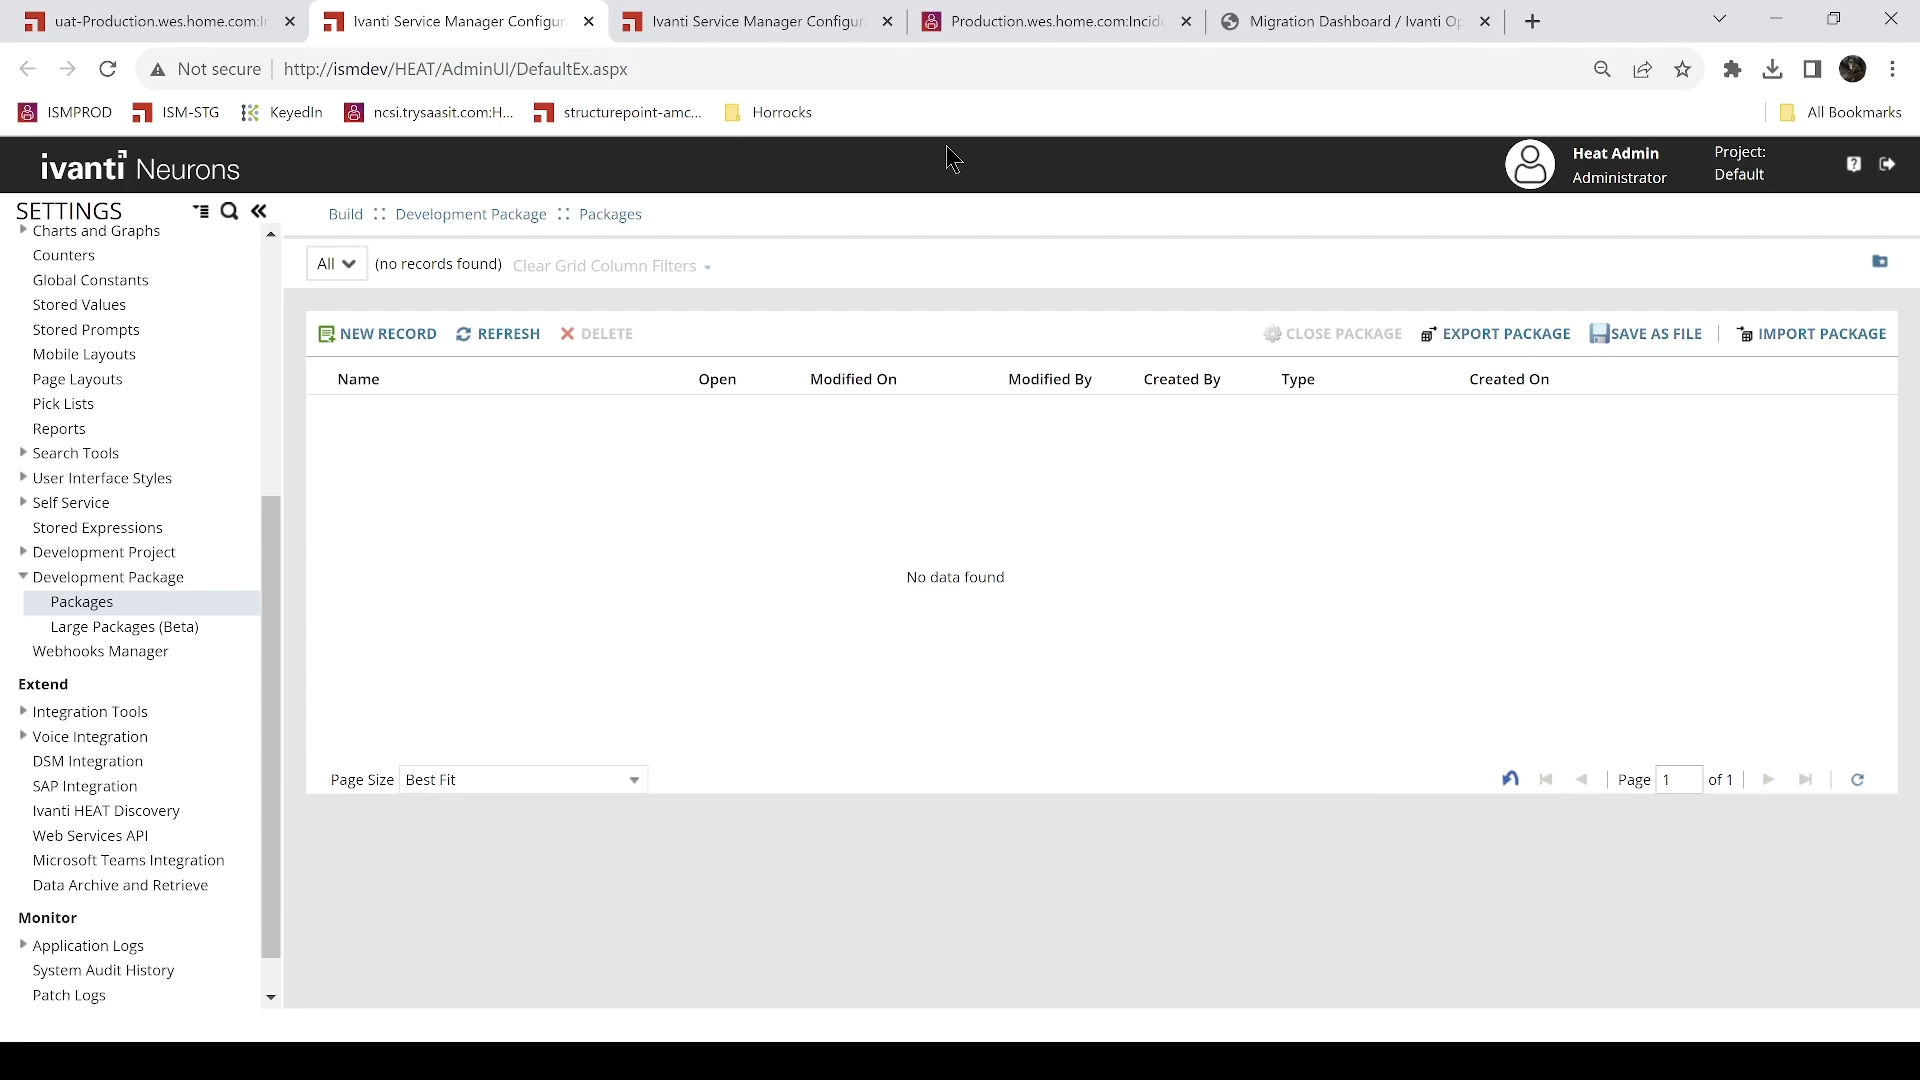 uat-Production.wes.home.com:I
Ivanti Service Manager Configur
Ivanti Service Manager Configur
Production.wes.home.com:Incid
Migration Dashboard / Ivanti Op
Not secure
http://ismdev/HEAT/AdminUI/DefaultEx.aspx
ISMPROD
ISM-STG
KeyedIn
ncsi.trysaasit.com:H...
structurepoint-amc...
Horrocks
All Bookmarks
ivanti Neurons
Heat Admin
Administrator
Project:
Default
SETTINGS
Charts and Graphs
Counters
Global Constants
Stored Values
Stored Prompts
Mobile Layouts
Page Layouts
Pick Lists
Reports
Search Tools
User Interface Styles
Self Service
Stored Expressions
Development Project
Development Package
Packages
Large Packages (Beta)
Webhooks Manager
Extend
Integration Tools
Voice Integration
DSM Integration
SAP Integration
Ivanti HEAT Discovery
Web Services API
Microsoft Teams Integration
Data Archive and Retrieve
Monitor
Application Logs
System Audit History
Patch Logs
Build :: Development Package :: Packages
All (no records found) Clear Grid Column Filters
NEW RECORD REFRESH DELETE CLOSE PACKAGE EXPORT PACKAGE SAVE AS FILE IMPORT PACKAGE
Name Open Modified On Modified By Created By Type Created On
No data found
Page Size Best Fit Page 1 of 1